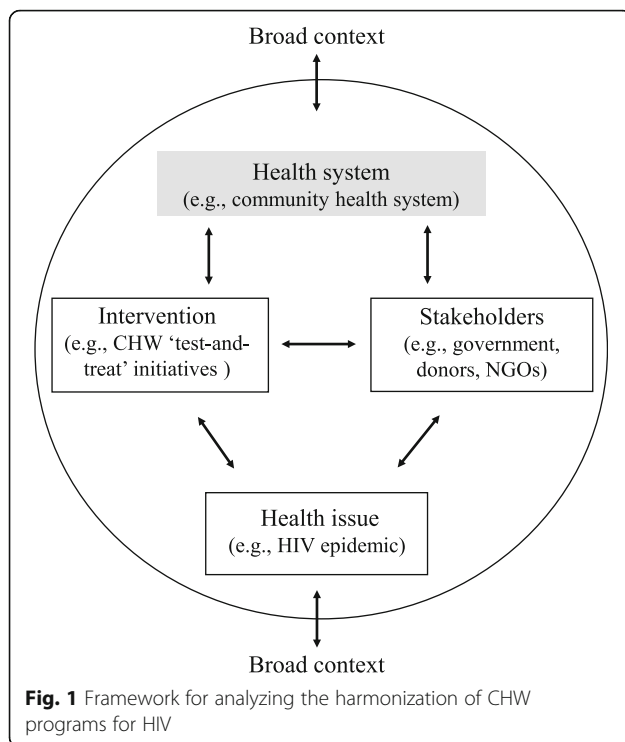 Broad context
Health system
(e.g., community health system)
Intervention
(e.g., CHW ‘test-and-
treat’ initiatives )
Stakeholders
(e.g., government,
donors, NGOs)
Health issue
(e.g., HIV epidemic)
Broad context
Fig. 1 Framework for analyzing the harmonization of CHW
programs for HIV